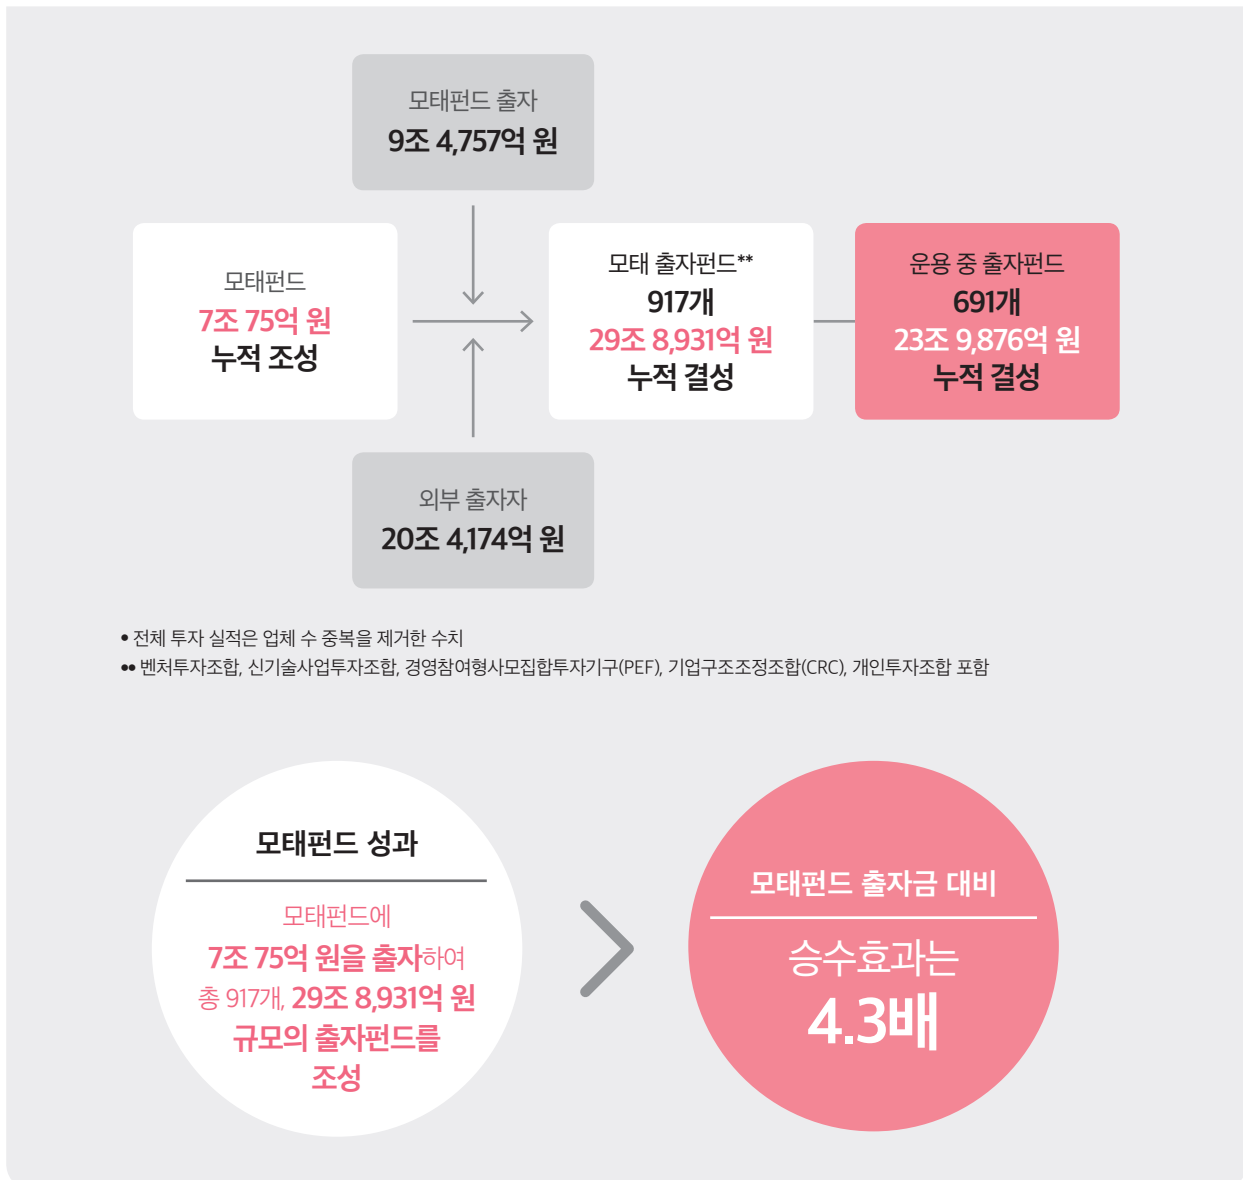 모태펀드 출자
9조 4,757억 원
모태펀드
7조 75억 원
누적 조성
모태 출자펀드**
917개
29조 8,931억 원
누적 결성
운용 중 출자펀드
691개
23조 9,876억 원
누적 결성
외부 출자자
20조 4,174억 원
• 전체 투자 실적은 업체 수 중복을 제거한 수치
•• 벤처투자조합, 신기술사업투자조합, 경영참여형사모집합투자기구(PEF), 기업구조조정조합(CRC), 개인투자조합 포함
모태펀드 성과
모태펀드에
7조 75억 원을 출자하여
총 917개, 29조 8,931억 원
규모의 출자펀드를
조성
모태펀드 출자금 대비
승수효과는
4.3배